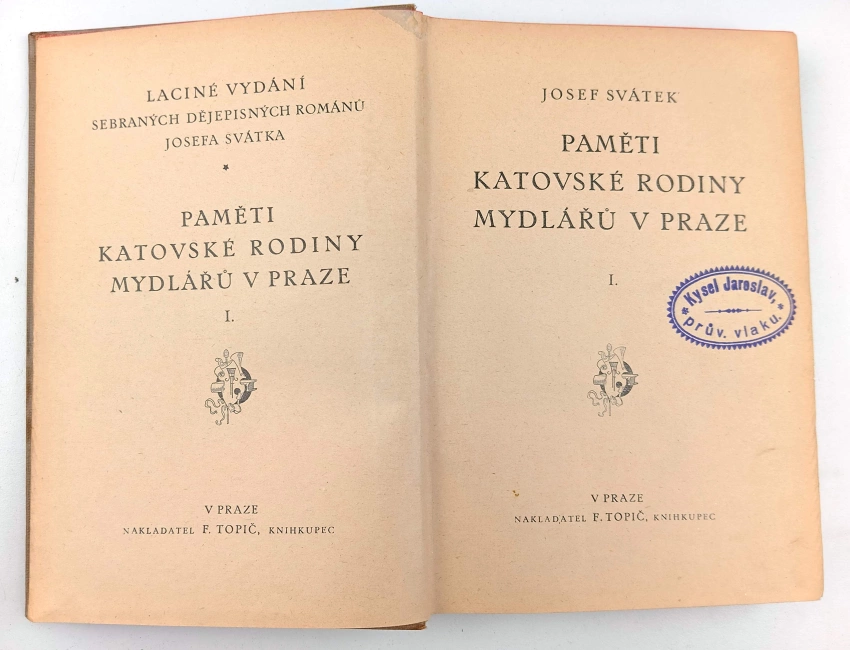 LACINÉ VYDÁNÍ
SEBRANÝCH DĚJEPISNÝCH ROMÁNŮ
JOSEFA SVÁTKA
*
PAMĚTI
KATOVSKÉ RODINY
MYDLÁŘŮ V PRAZE
I.
V PRAZE
NAKLADATEL F. TOPIČ, KNIHKUPEC
JOSEF SVÁTEK
PAMĚTI
KATOVSKÉ RODINY
MYDLÁŘŮ V PRAZE
I.
Kysel Jaroslav,
prův. vlaku.
V PRAZE
NAKLADATEL F. TOPIČ, KNIHKUPEC